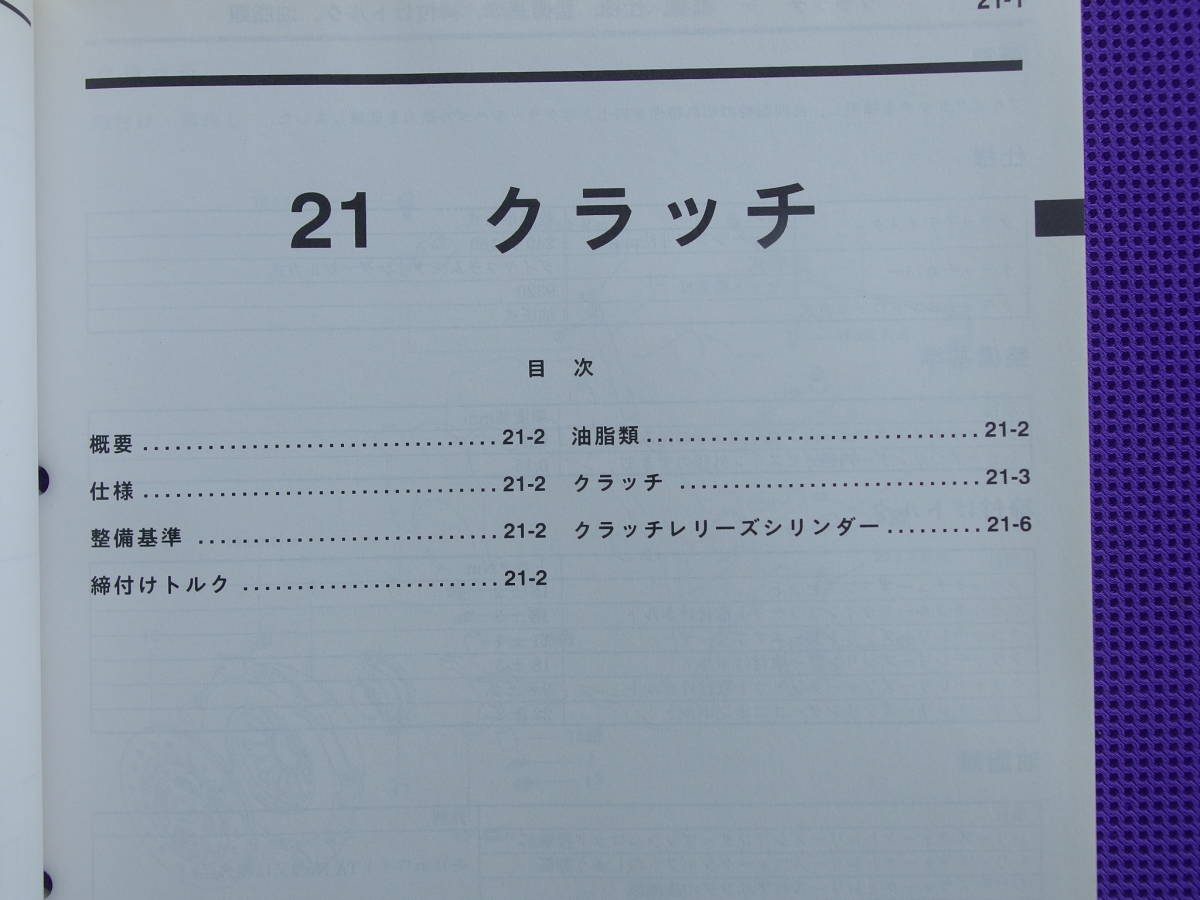 21-1
21 クラッチ
目 次
概要 ................................. 21-2
仕様 ................................. 21-2
整備基準 ............................ 21-2
締付けトルク ........................ 21-2
油脂類 ............................... 21-2
クラッチ ............................ 21-3
クラッチレリーズシリンダー ......... 21-6